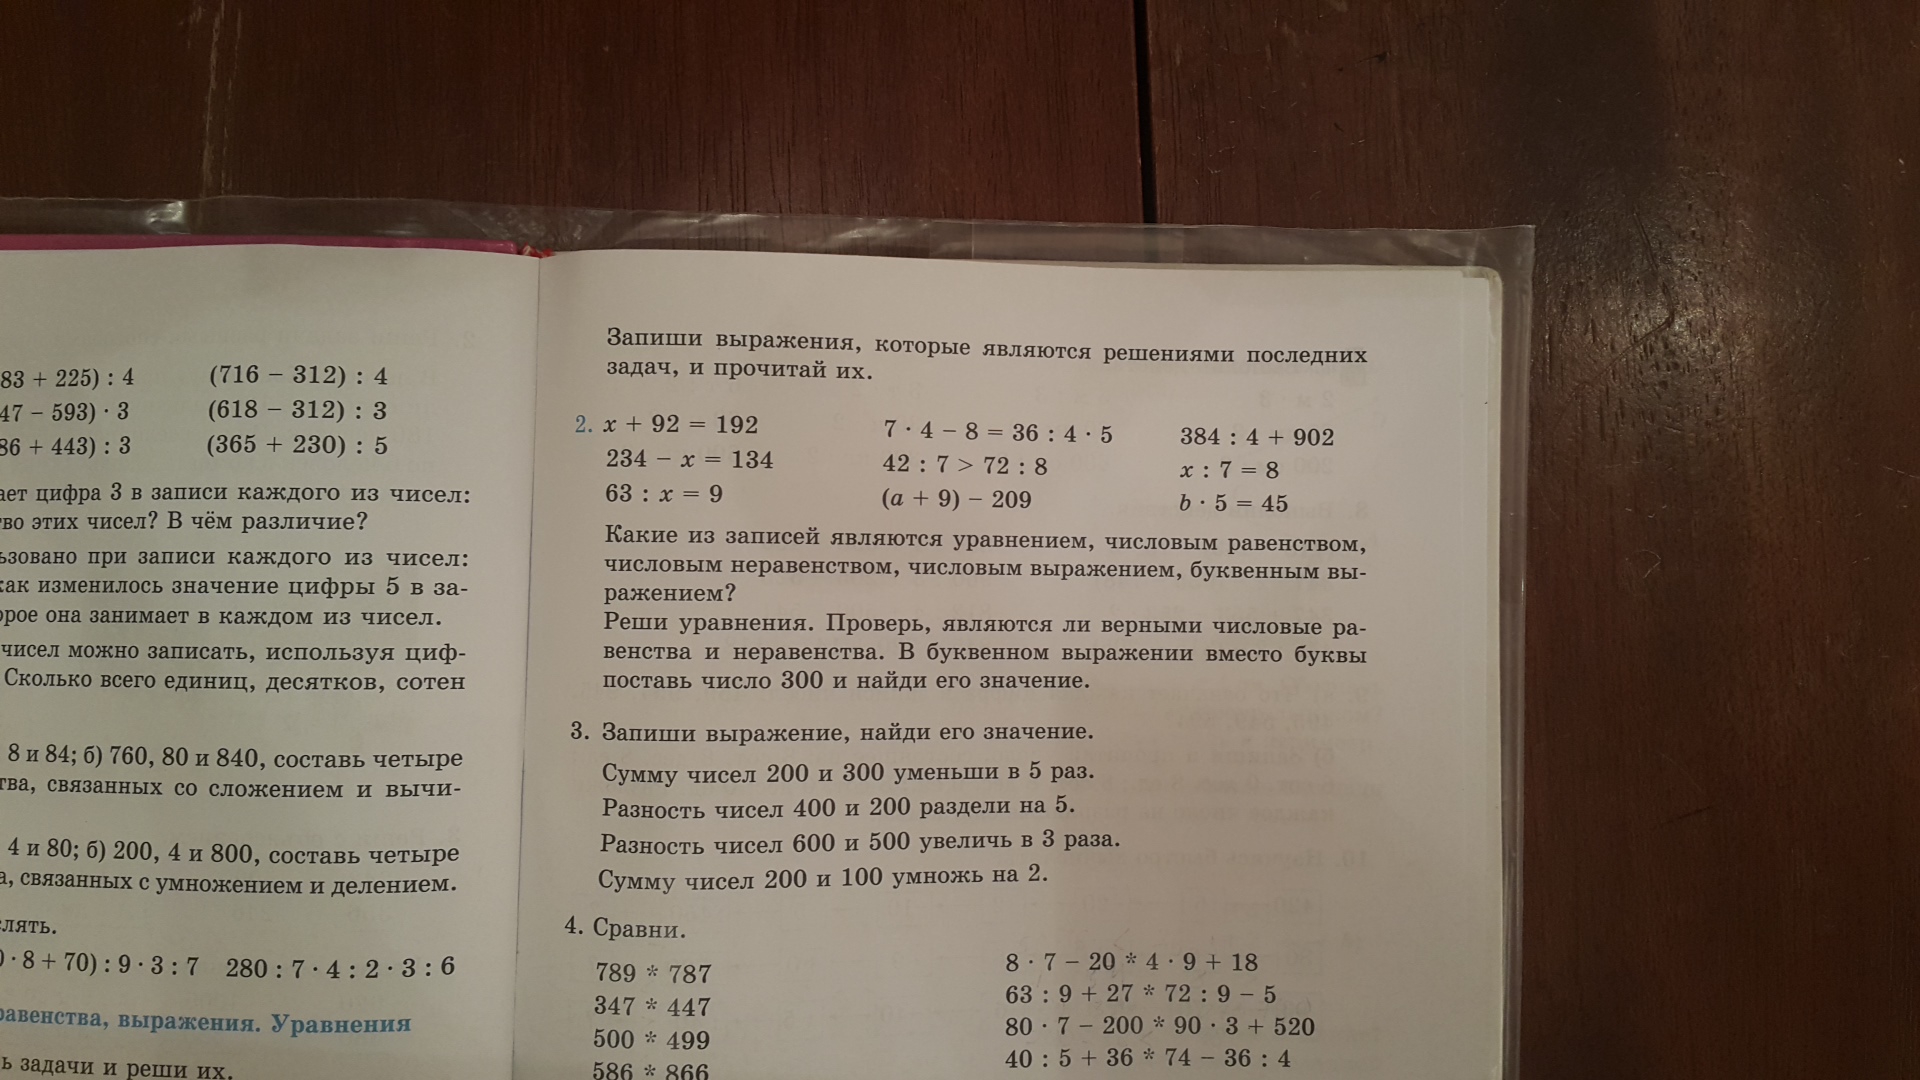 83 + 225) : 4 (716 − 312) : 4
47 − 593) · 3 (618 − 312) : 3
86 + 443) : 3 (365 + 230) : 5
цифра 3 в записи каждого из чисел:
этих чисел? В чём различие?
при записи каждого из чисел:
как изменилось значение цифры 5 в за-
она занимает в каждом из чисел.
чисел можно записать, используя циф-
Сколько всего единиц, десятков, сотен
8 и 84; б) 760, 80 и 840, составь четыре
связанных со сложением и вычи-
4 и 80; б) 200, 4 и 800, составь четыре
связанных с умножением и делением.
· 8 + 70) : 9 · 3 : 7 280 : 7 · 4 : 2 · 3 : 6
выражения. Уравнения
задачи и реши их.
Запиши выражения, которые являются решениями последних
задач, и прочитай их.
2. x + 92 = 192 7 · 4 − 8 = 36 : 4 · 5 384 : 4 + 902
234 − x = 134 42 : 7 > 72 : 8 x : 7 = 8
63 : x = 9 (a + 9) − 209 b · 5 = 45
Какие из записей являются уравнением, числовым равенством,
числовым неравенством, числовым выражением, буквенным вы-
ражением?
Реши уравнения. Проверь, являются ли верными числовые ра-
венства и неравенства. В буквенном выражении вместо буквы
поставь число 300 и найди его значение.
3. Запиши выражение, найди его значение.
Сумму чисел 200 и 300 уменьши в 5 раз.
Разность чисел 400 и 200 раздели на 5.
Разность чисел 600 и 500 увеличь в 3 раза.
Сумму чисел 200 и 100 умножь на 2.
4. Сравни.
789 * 787 8 · 7 − 20 * 4 · 9 + 18
347 * 447 63 : 9 + 27 * 72 : 9 − 5
500 * 499 80 · 7 − 200 * 90 · 3 + 520
586 * 866 40 : 5 + 36 * 74 − 36 : 4